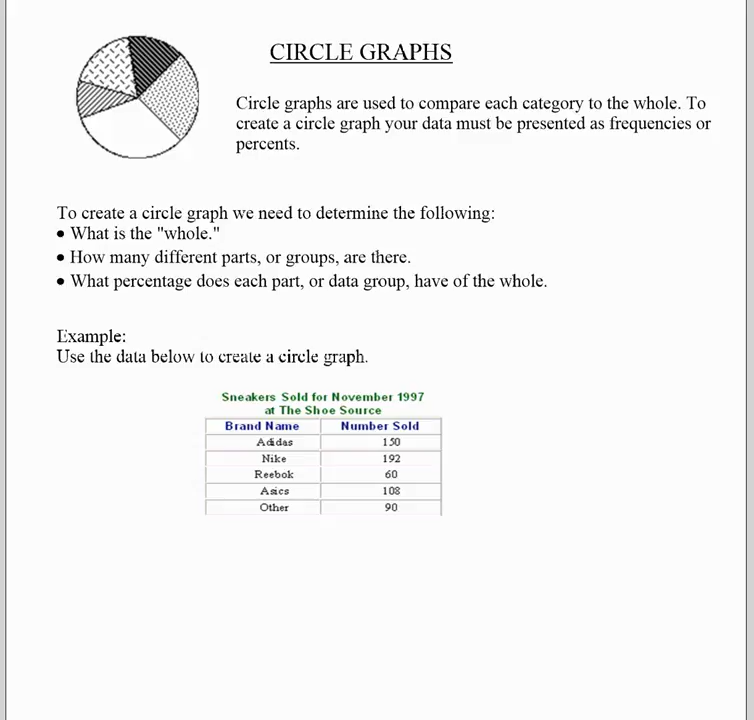 CIRCLE GRAPHS
Circle graphs are used to compare each category to the whole. To
create a circle graph your data must be presented as frequencies or
percents.
To create a circle graph we need to determine the following:
• What is the "whole."
• How many different parts, or groups, are there.
• What percentage does each part, or data group, have of the whole.
Example:
Use the data below to create a circle graph.
Sneakers Sold for November 1997
at The Shoe Source
Brand Name Number Sold
Adidas 150
Nike 192
Reebok 60
Asics 108
Other 90